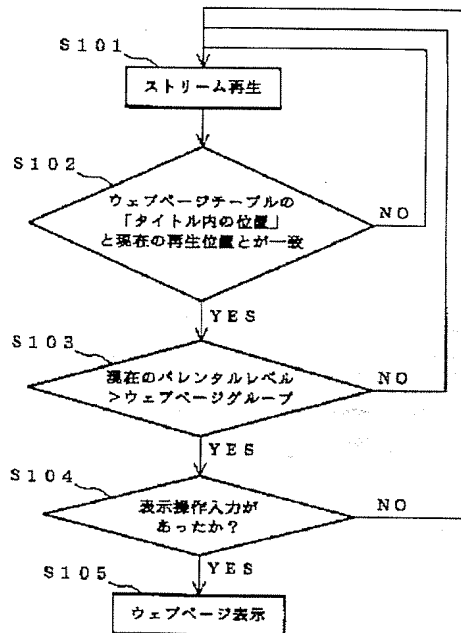 S101
ストリーム再生
S102
ウェブページテーブルの
「タイトル内の位置」
と現在の再生位置とが一致
NO
YES
S103
現在のパレンタルレベル
>ウェブページグループ
NO
YES
S104
表示操作入力が
あったか?
NO
YES
S105
ウェブページ表示